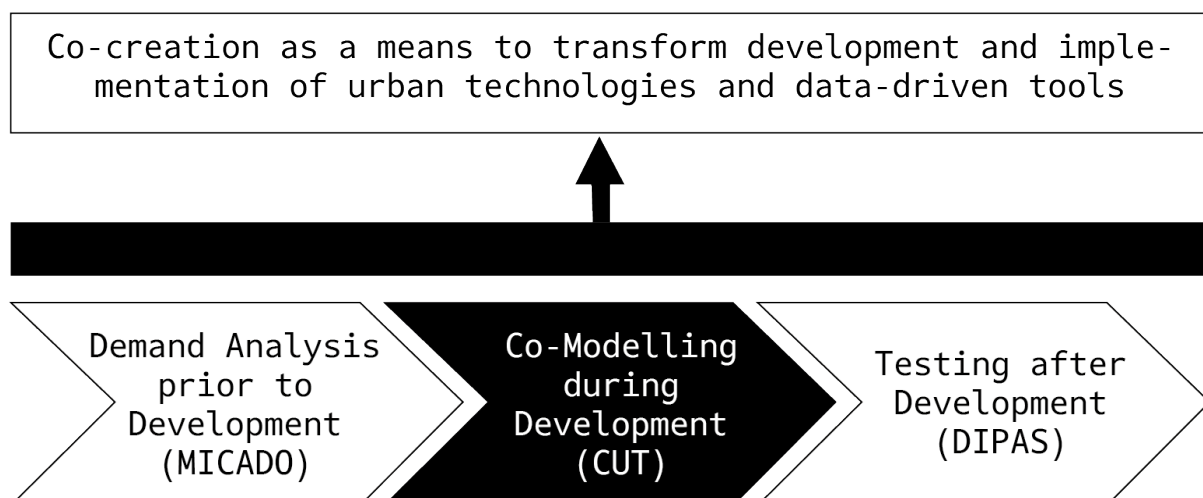 Co-creation as a means to transform development and imple-
mentation of urban technologies and data-driven tools
Demand Analysis
prior to
Development
(MICADO)
Co-Modelling
during
Development
(CUT)
Testing after
Development
(DIPAS)